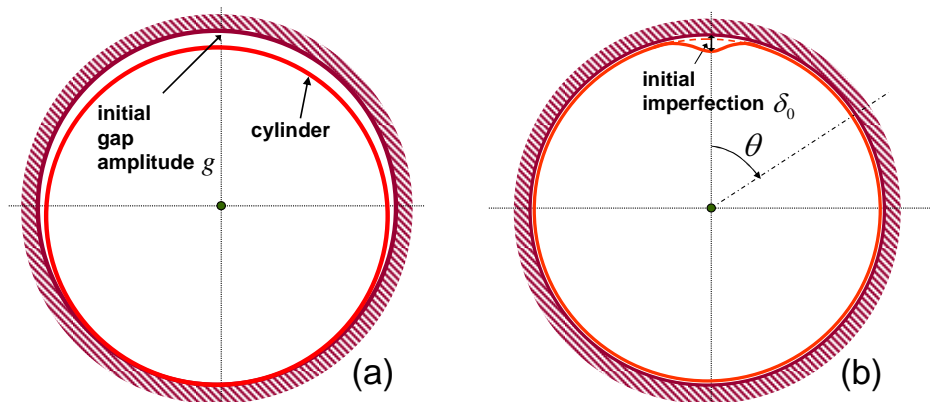 initial
gap
amplitude g
cylinder
(a)
initial
imperfection δ₀
θ
(b)